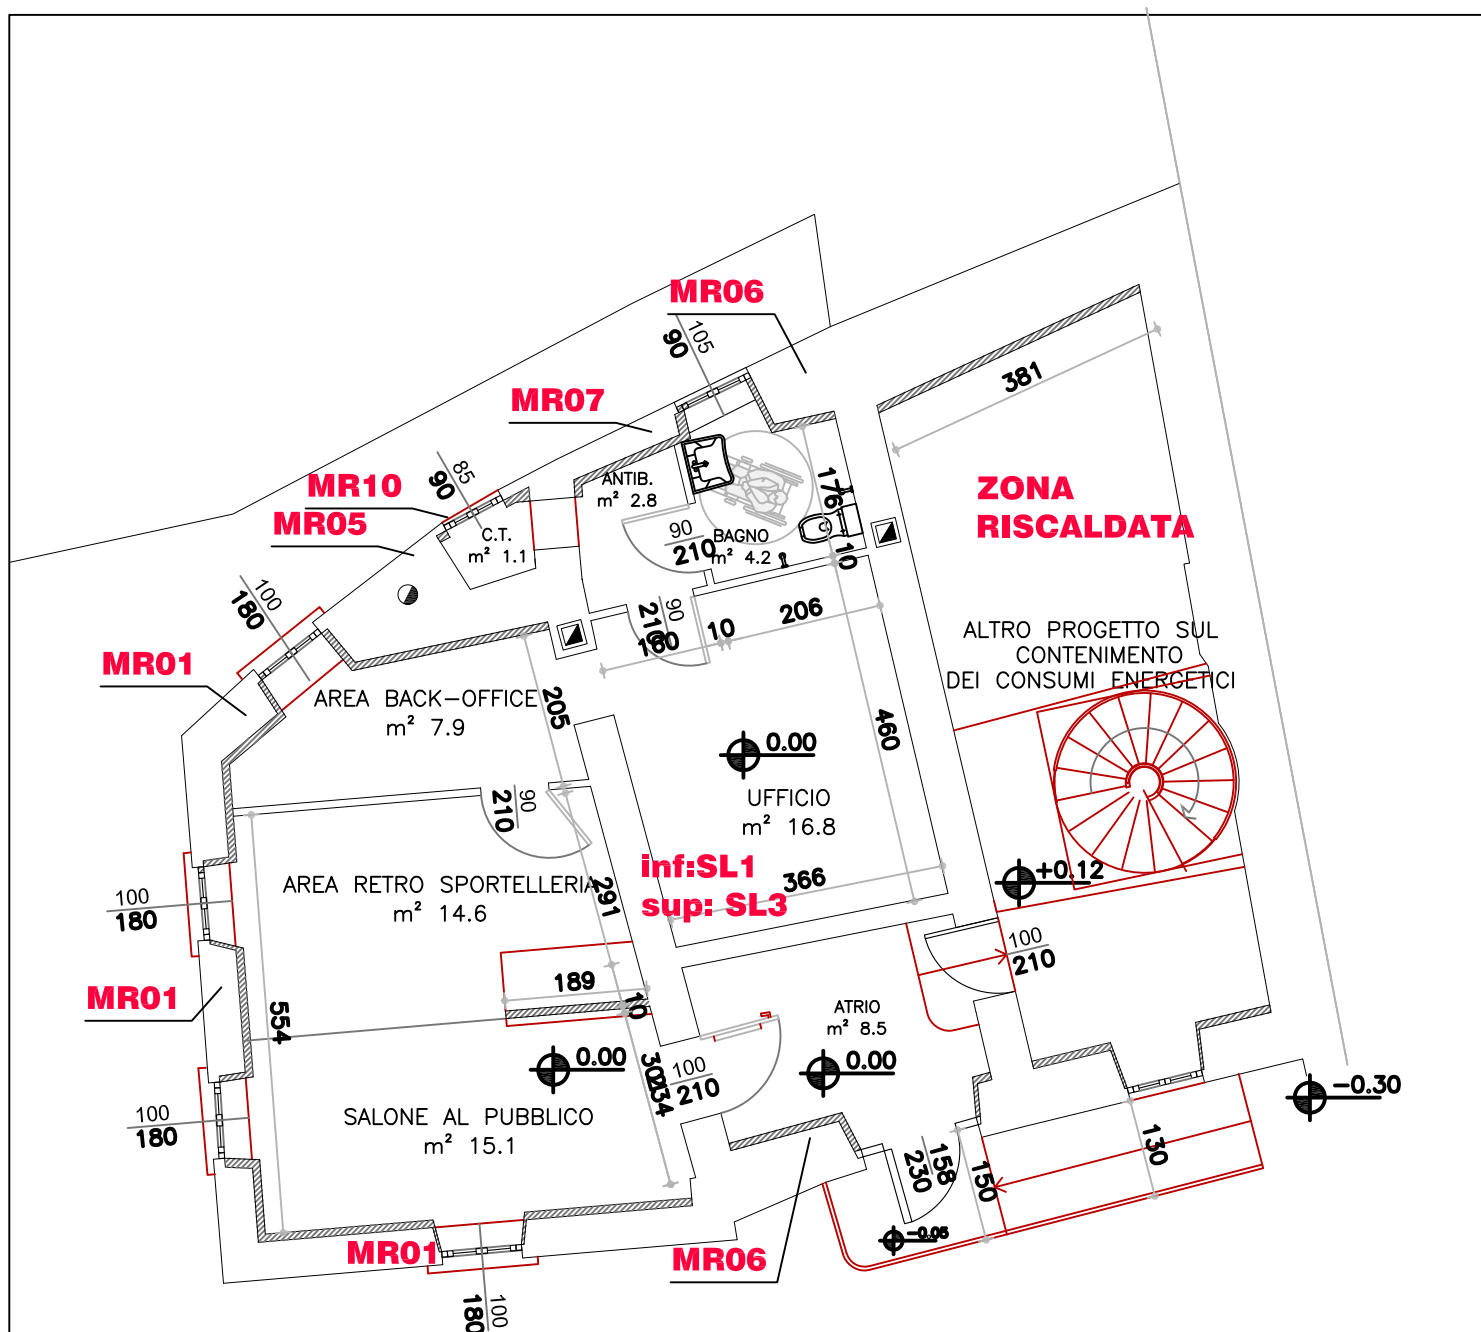 MR06
105
90
381
MR07
MR10
85
90
MR05
ANTIB.
m² 2.8
C.T.
m² 1.1
90
210
BAGNO
m² 4.2
176
10
ZONA
RISCALDATA
100
180
90
210
160
10
206
MR01
AREA BACK-OFFICE
m² 7.9
205
460
ALTRO PROGETTO SUL
CONTENIMENTO
DEI CONSUMI ENERGETICI
0.00
UFFICIO
m² 16.8
90
210
inf:SL1
sup: SL3
366
+0.12
AREA RETRO SPORTELLERIA
m² 14.6
291
100
180
MR01
189
10
554
100
210
ATRIO
m² 8.5
0.00
0.00
100
210
-0.30
100
180
SALONE AL PUBBLICO
m² 15.1
158
230
150
130
-0.05
MR01
MR06
100
180